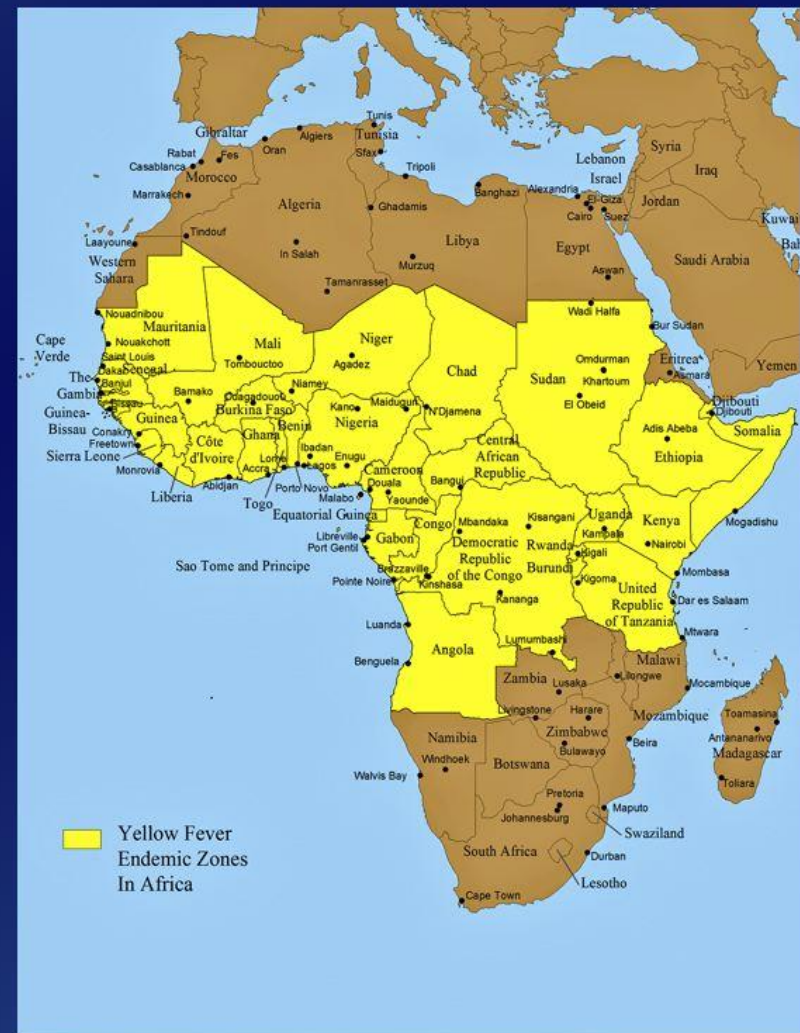 Tunis
Gibraltar
Algiers
Tunisia
Oran
Rabat
Fes
Sfax
Casablanca
Morocco
Tripoli
Lebanon
Syria
Iraq
Israel
Marrakech
Banghazi
Alexandria
El-Giza
Jordan
Kuwai
Algeria
Ghadamis
Cairo
Suez
Tindouf
Bah
Laayoune
In Salah
Libya
Egypt
Saudi Arabia
Western
Sahara
Murzuq
Aswan
Tamanrasset
Nouadnibou
Wadi Halfa
Mauritania
Bur Sudan
Cape
Verde
Nouakchott
Mali
Niger
Saint Louis
Tombouctoo
Agadez
Chad
Omdurman
Eritrea
Yemen
Dakar
Senegal
The
Gambia
Banjul
Sudan
Khartoum
Asmara
Bissau
Bamako
Ouagadougou
Niamey
Maiduguri
El Obeid
Guinea-
Bissau
Guinea
Burkina Faso
Kano
N'Djamena
Djibouti
Djibouti
Benin
Nigeria
Adis Abeba
Somalia
Conakry
Freetown
Côte
d'Ivoire
Ghana
Central
African
Republic
Ethiopia
Sierra Leone
Ibadan
Enugu
Monrovia
Lome
Lagos
Cameroon
Accra
Douala
Bangui
Liberia
Abidjan
Togo
Porto Novo
Malabo
Yaounde
Equatorial Guinea
Congo
Mbandaka
Kisangani
Uganda
Kenya
Mogadishu
Libreville
Port Gentil
Gabon
Democratic
Republic
of the Congo
Kampala
Rwanda
Kigali
Nairobi
Sao Tome and Principe
Brazzaville
Burundi
Pointe Noire
Kinshasa
Kigoma
Mombasa
Kananga
United
Republic
of Tanzania
Dar es Salaam
Luanda
Mtwara
Angola
Lumumbashi
Benguela
Malawi
Zambia
Lusaka
Lilongwe
Mocambique
Livingstone
Harare
Mozambique
Toamasina
Namibia
Zimbabwe
Antananarivo
Windhoek
Bulawayo
Beira
Madagascar
Walvis Bay
Botswana
Toliara
Pretoria
Johannesburg
Maputo
Swaziland
South Africa
Durban
Lesotho
Cape Town
Yellow Fever
Endemic Zones
In Africa